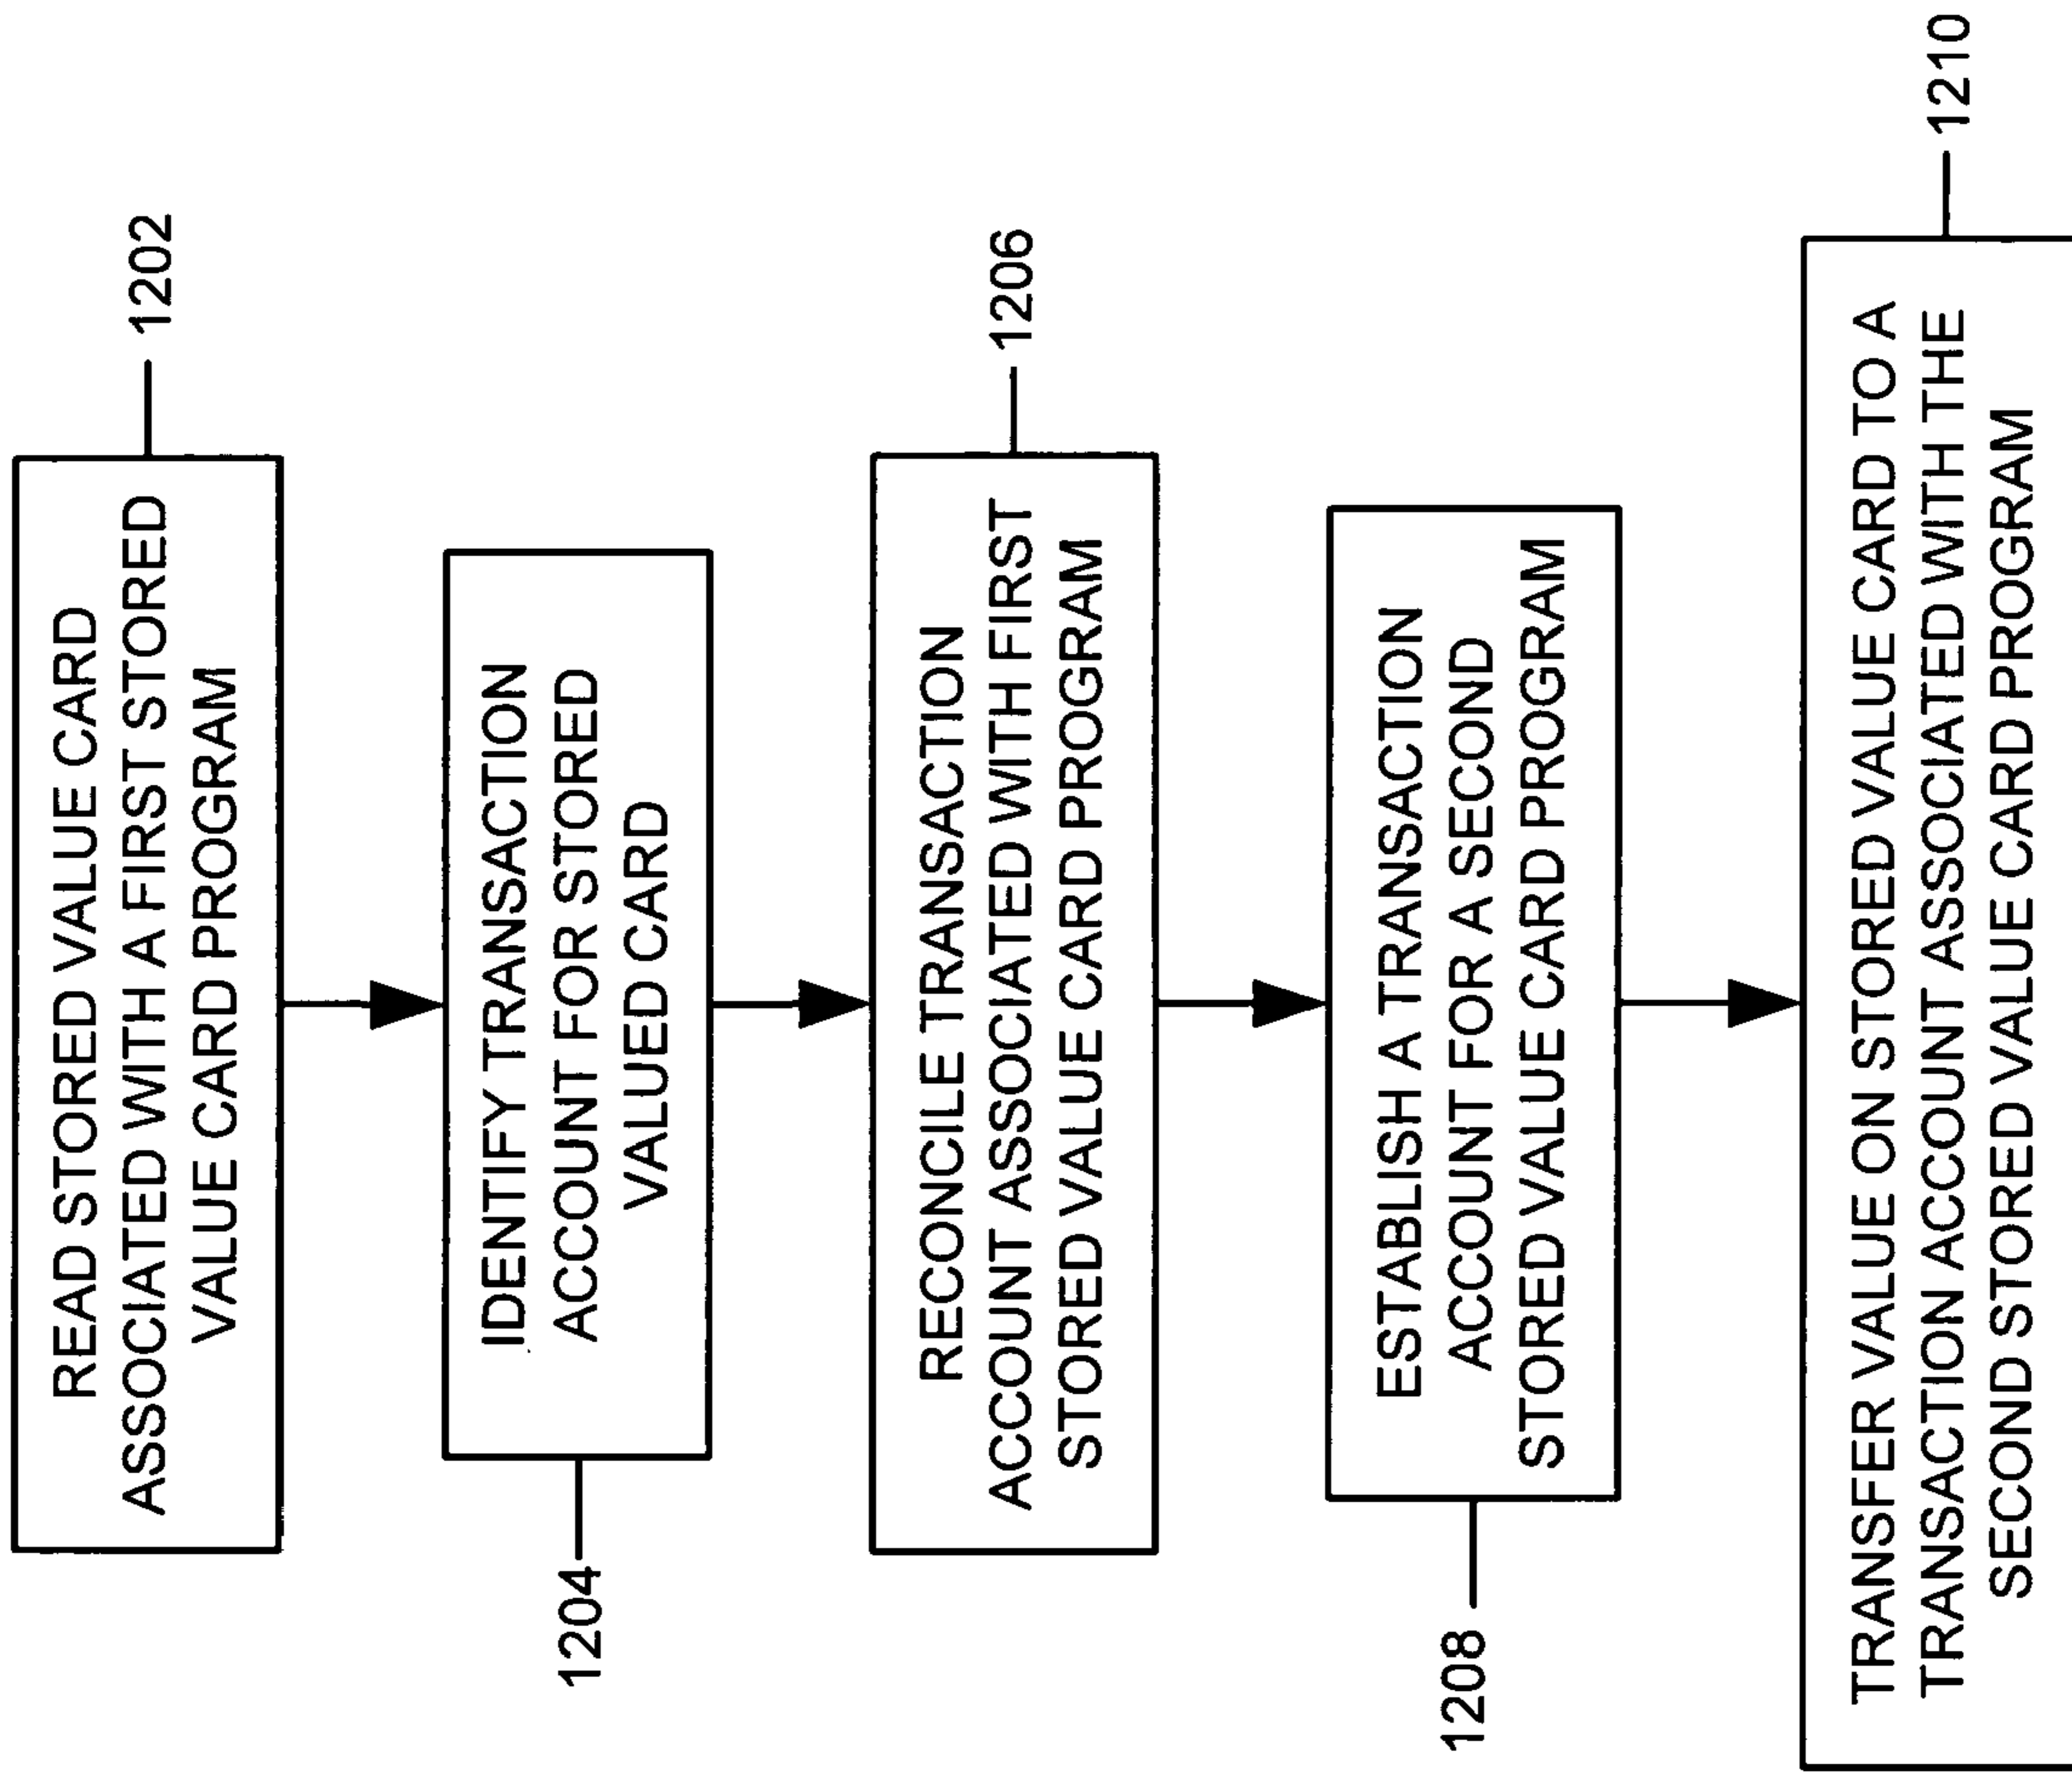 READ STORED VALUE CARD
ASSOCIATED WITH A FIRST STORED
VALUE CARD PROGRAM
1202
IDENTIFY TRANSACTION
ACCOUNT FOR STORED
VALUED CARD
1204
RECONCILE TRANSACTION
ACCOUNT ASSOCIATED WITH FIRST
STORED VALUE CARD PROGRAM
1206
ESTABLISH A TRANSACTION
ACCOUNT FOR A SECOND
STORED VALUE CARD PROGRAM
1208
TRANSFER VALUE ON STORED VALUE CARD TO A
TRANSACTION ACCOUNT ASSOCIATED WITH THE
SECOND STORED VALUE CARD PROGRAM
1210